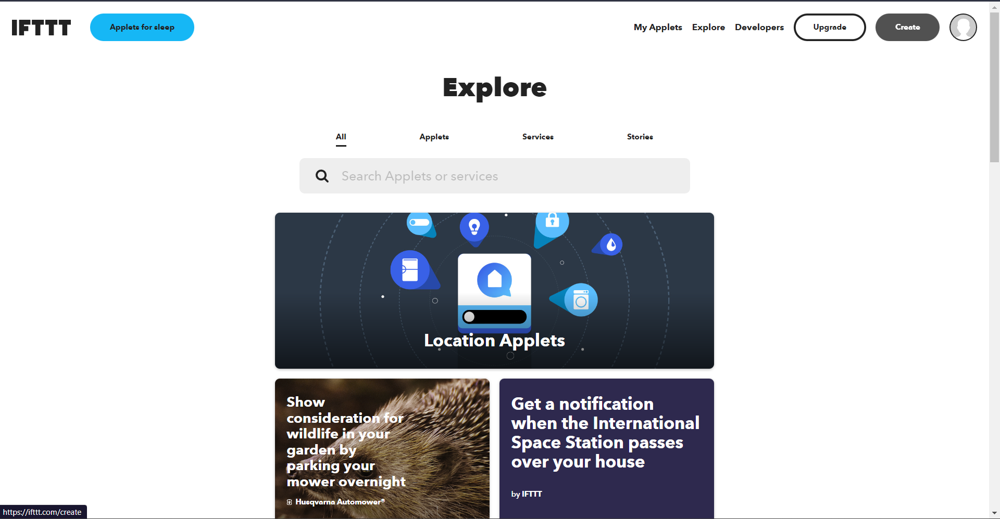 IFTTT
Applets for sleep
My Applets
Explore
Developers
Upgrade
Create
Explore
All
Applets
Services
Stories
Search Applets or services
Location Applets
Show
consideration for
wildlife in your
garden by
parking your
mower overnight
Husqvarna Automower®
Get a notification
when the International
Space Station passes
over your house
by IFTTT
https://ifttt.com/create